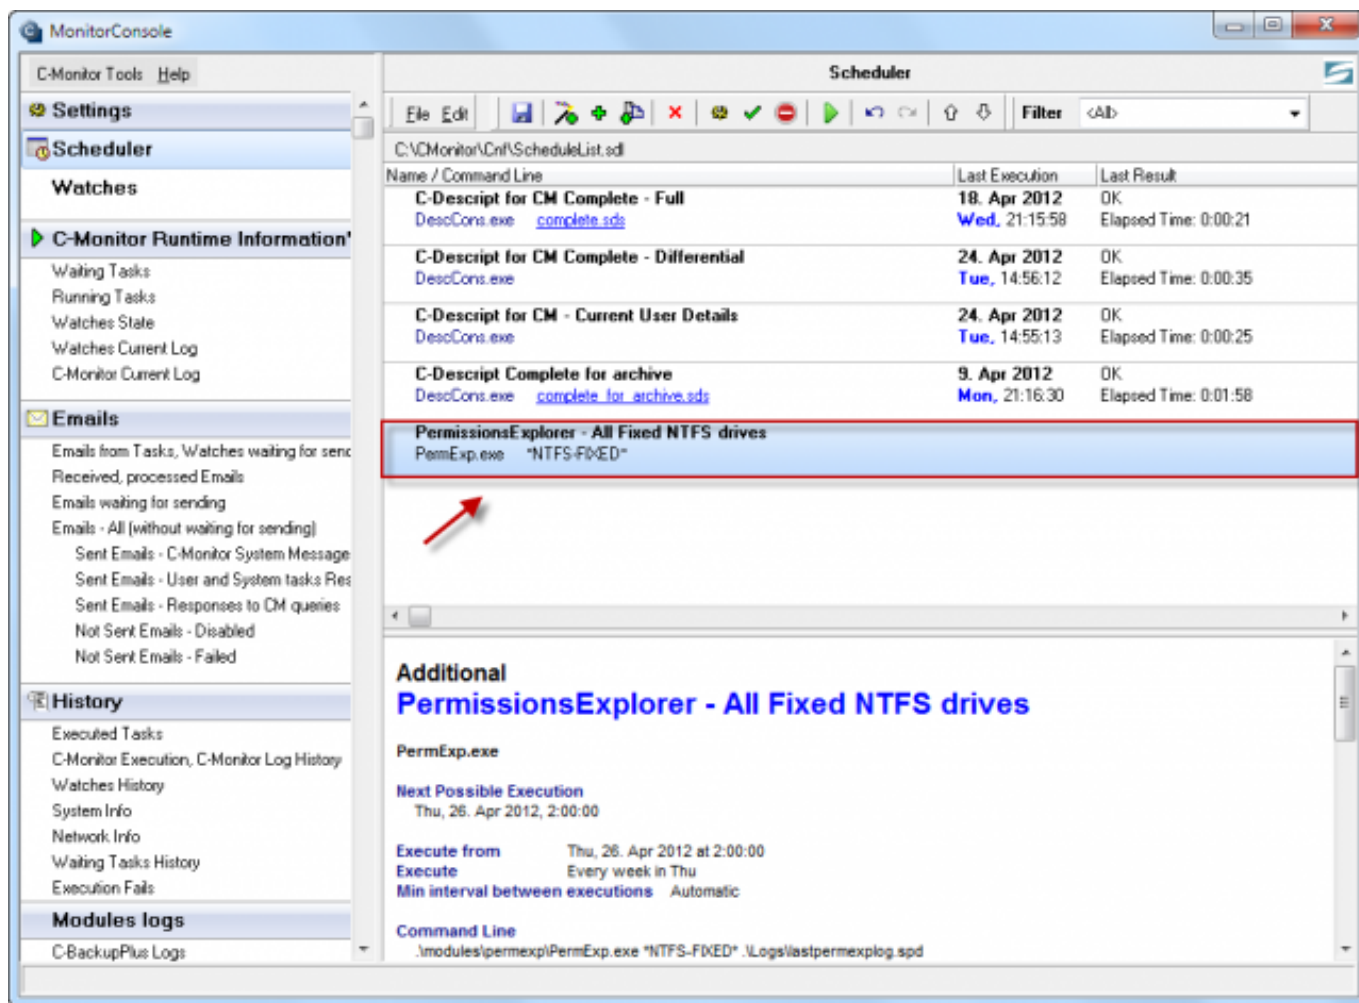 MonitorConsole
C-Monitor Tools Help
Settings
Scheduler
Watches
C-Monitor Runtime Information"
Waiting Tasks
Running Tasks
Watches State
Watches Current Log
C-Monitor Current Log
Emails
Emails from Tasks, Watches waiting for senc
Received, processed Emails
Emails waiting for sending
Emails - All (without waiting for sending)
Sent Emails - C-Monitor System Message
Sent Emails - User and System tasks Res
Sent Emails - Responses to CM queries
Not Sent Emails - Disabled
Not Sent Emails - Failed
History
Executed Tasks
C-Monitor Execution, C-Monitor Log History
Watches History
System Info
Network Info
Waiting Tasks History
Execution Fails
Modules logs
C-BackupPlus Logs
Scheduler
File Edit Filter <All>
C:\CMonitor\Cnf\ScheduleList.sdl
Name / Command Line Last Execution Last Result
C-Descript for CM Complete - Full 18. Apr 2012 OK
DescCons.exe complete.sds Wed, 21:15:58 Elapsed Time: 0:00:21
C-Descript for CM Complete - Differential 24. Apr 2012 OK
DescCons.exe Tue, 14:56:12 Elapsed Time: 0:00:35
C-Descript for CM - Current User Details 24. Apr 2012 OK
DescCons.exe Tue, 14:55:13 Elapsed Time: 0:00:25
C-Descript Complete for archive 9. Apr 2012 OK
DescCons.exe complete_for_archive.sds Mon, 21:16:30 Elapsed Time: 0:01:58
PermissionsExplorer - All Fixed NTFS drives
PermExp.exe *NTFS-FIXED*
Additional
PermissionsExplorer - All Fixed NTFS drives
PermExp.exe
Next Possible Execution
Thu, 26. Apr 2012, 2:00:00
Execute from Thu, 26. Apr 2012 at 2:00:00
Execute Every week in Thu
Min interval between executions Automatic
Command Line
.\modules\permexp\PermExp.exe *NTFS-FIXED* .\Logs\lastpermexplog.spd